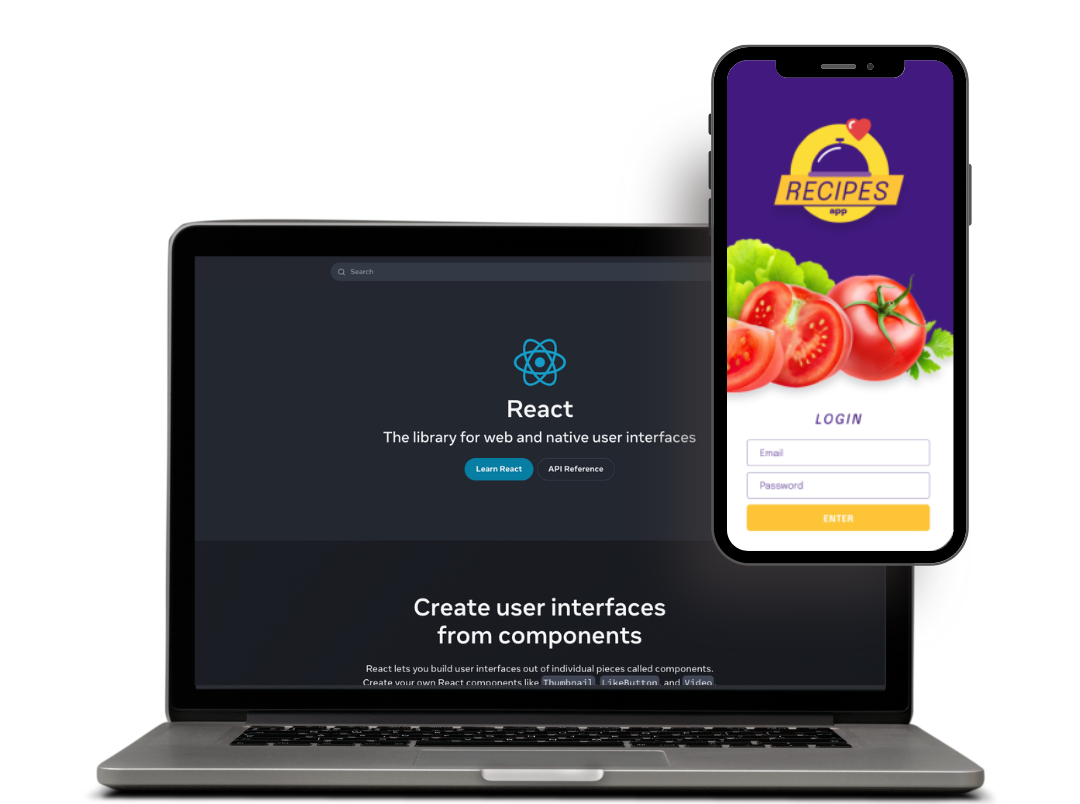 Search
React
The library for web and native user interfaces
Learn React
API Reference
Create user interfaces
from components
React lets you build user interfaces out of individual pieces called components.
Create your own React components like Thumbnail, LikeButton, and Video.
RECIPES
app
LOGIN
Email
Password
ENTER